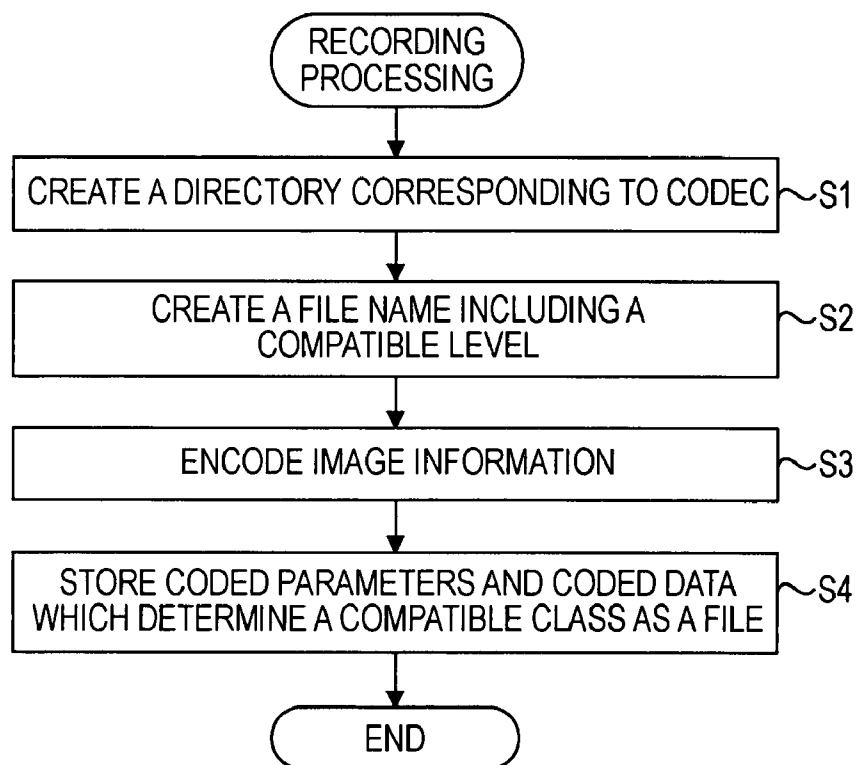 RECORDING
PROCESSING
CREATE A DIRECTORY CORRESPONDING TO CODEC
S1
CREATE A FILE NAME INCLUDING A
COMPATIBLE LEVEL
S2
ENCODE IMAGE INFORMATION
S3
STORE CODED PARAMETERS AND CODED DATA
WHICH DETERMINE A COMPATIBLE CLASS AS A FILE
S4
END